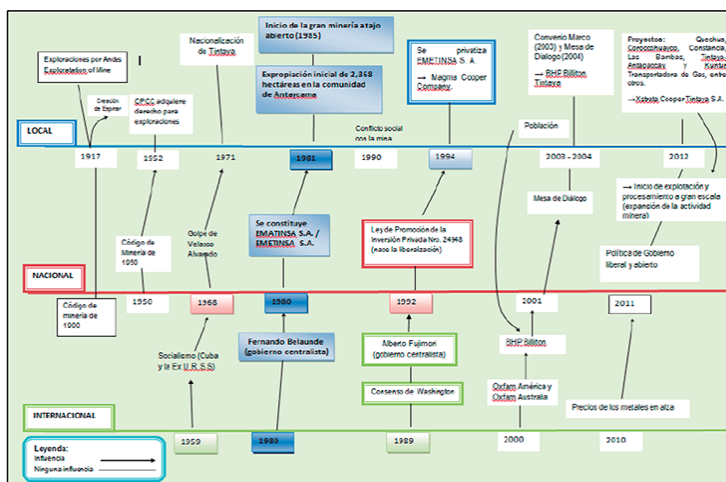 Inicio de la gran minería atajo
abierto (1985)
Expropiación inicial de 2,368
hectáreas en la comunidad
de Antaycama
Nacionalización
de Tintaya
Exploraciones por Andes
Exploration of Mine
Creación
de Espinar
CPCC adquiere
derecho para
exploraciones
Se privatiza
EMETINSA S. A.
→ Magma Cooper
Company.
Convenio Marco
(2003) y Mesa de
Dialogo (2004)
→ BHP Billiton
Tintaya
Proyectos: Quechua,
Coroccohuayco, Constancia,
Las Bambas, Tintaya,
Antapaccay y Kuntur
Transportadora de Gas, entre
otros.
→Xstrata Cooper Tintaya S.A.
Conflicto social
con la mina
Población
LOCAL
1917
1952
1971
1981
1990
1994
2003 - 2004
2012
Mesa de Diálogo
→ Inicio de explotación y
procesamiento a gran escala
(expansión de la actividad
minera)
Código de
Minería de
1950
Golpe de
Velasco
Alvarado
Se constituye
EMATINSA S.A. /
EMETINSA S.A.
Ley de Promoción de la
Inversión Privada Nro. 24948
(nace la liberalización)
Política de Gobierno
liberal y abierto
NACIONAL
Código de
minería de
1900
1950
1968
1980
1992
2001
2011
Socialismo (Cuba
y la Ex U.R.S.S)
Fernando Belaunde
(gobierno centralista)
Alberto Fujimori
(gobierno centralista)
Consenso de Washington
BHP Billiton
Oxfam América y
Oxfam Australia
Precios de los metales en alza
INTERNACIONAL
1959
1980
1989
2000
2010
Leyenda:
Influencia
Ninguna influencia